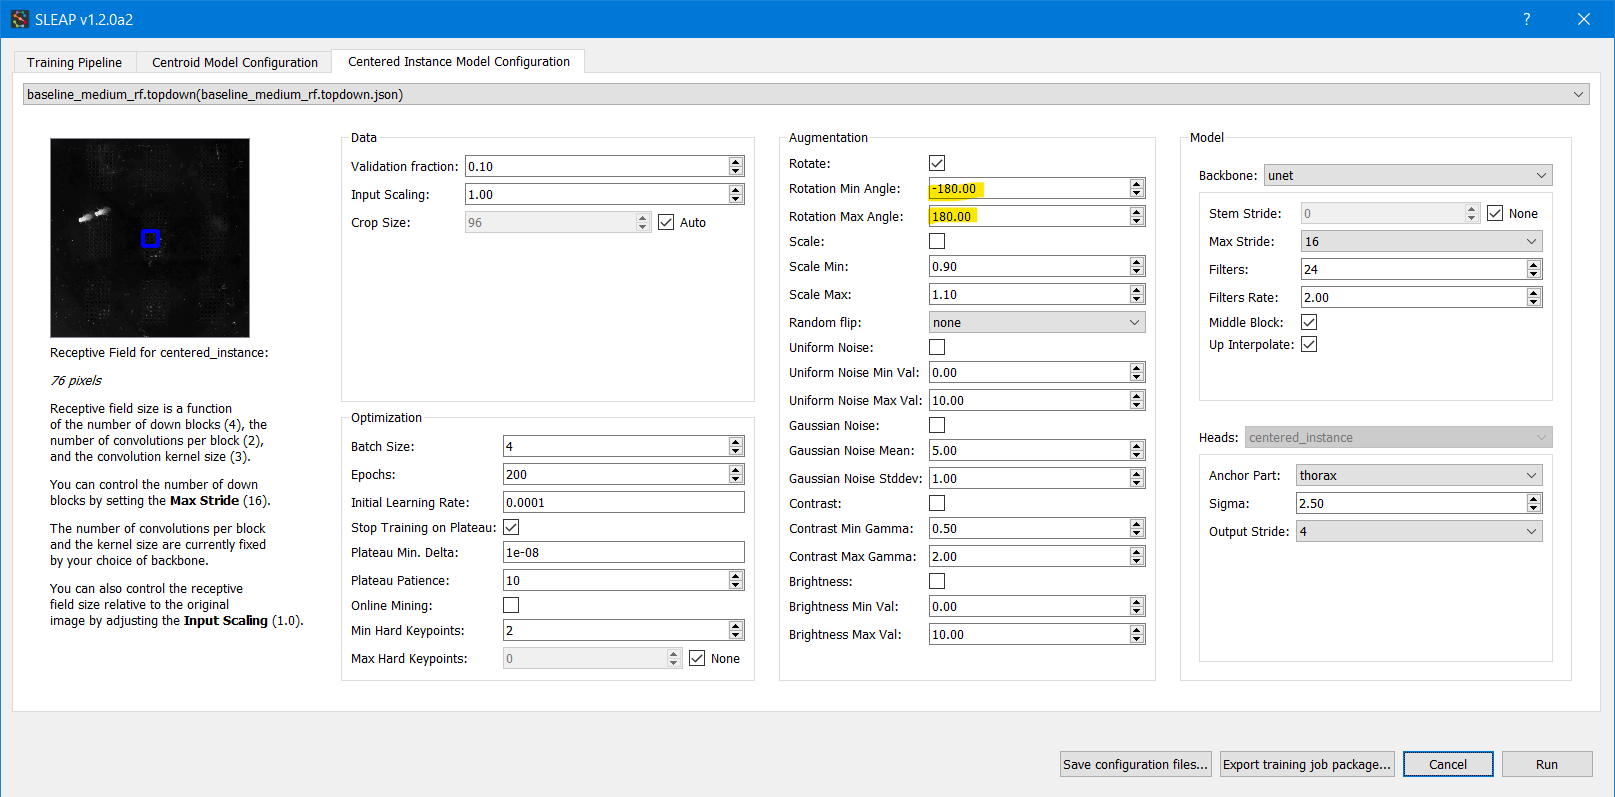 SLEAP v1.2.0a2
?
Training Pipeline
Centroid Model Configuration
Centered Instance Model Configuration
baseline_medium_rf.topdown(baseline_medium_rf.topdown.json)
Receptive Field for centered_instance:
76 pixels
Receptive field size is a function
of the number of down blocks (4), the
number of convolutions per block (2),
and the convolution kernel size (3).
You can control the number of down
blocks by setting the Max Stride (16).
The number of convolutions per block
and the kernel size are currently fixed
by your choice of backbone.
You can also control the receptive
field size relative to the original
image by adjusting the Input Scaling (1.0).
Data
Validation fraction: 0.10
Input Scaling: 1.00
Crop Size: 96 Auto
Optimization
Batch Size: 4
Epochs: 200
Initial Learning Rate: 0.0001
Stop Training on Plateau:
Plateau Min. Delta: 1e-08
Plateau Patience: 10
Online Mining:
Min Hard Keypoints: 2
Max Hard Keypoints: 0 None
Augmentation
Rotate:
Rotation Min Angle: -180.00
Rotation Max Angle: 180.00
Scale:
Scale Min: 0.90
Scale Max: 1.10
Random flip: none
Uniform Noise:
Uniform Noise Min Val: 0.00
Uniform Noise Max Val: 10.00
Gaussian Noise:
Gaussian Noise Mean: 5.00
Gaussian Noise Stddev: 1.00
Contrast:
Contrast Min Gamma: 0.50
Contrast Max Gamma: 2.00
Brightness:
Brightness Min Val: 0.00
Brightness Max Val: 10.00
Model
Backbone: unet
Stem Stride: 0 None
Max Stride: 16
Filters: 24
Filters Rate: 2.00
Middle Block:
Up Interpolate:
Heads: centered_instance
Anchor Part: thorax
Sigma: 2.50
Output Stride: 4
Save configuration files...
Export training job package...
Cancel
Run